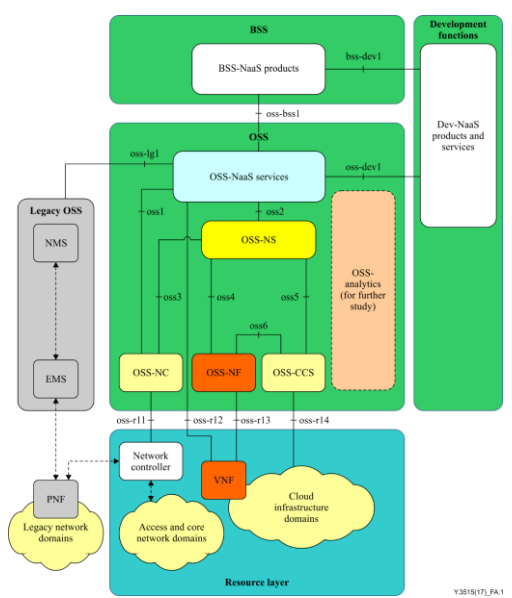 BSS
Development
functions
BSS-NaaS products
bss-dev1
oss-bss1
Dev-NaaS
products and
services
OSS
oss-lg1
OSS-NaaS services
oss-dev1
Legacy OSS
NMS
oss1
oss2
OSS-NS
oss3
oss4
oss5
OSS-
analytics
(for further
study)
oss6
EMS
OSS-NC
OSS-NF
OSS-CCS
oss-r11
oss-r12
oss-r13
oss-r14
Network
controller
VNF
PNF
Legacy network
domains
Access and core
network domains
Cloud
infrastructure
domains
Resource layer
Y.3515(17)_FA.1